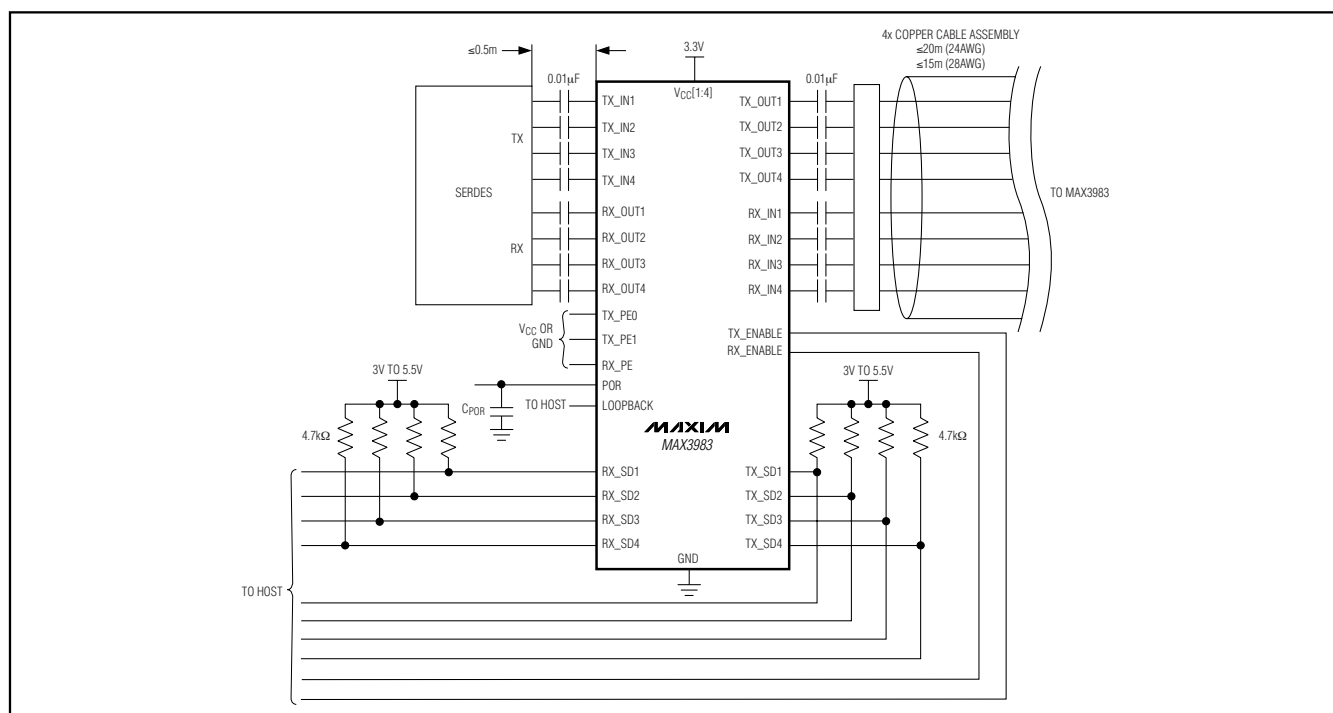 ≤0.5m
3.3V
4x COPPER CABLE ASSEMBLY
≤20m (24AWG)
≤15m (28AWG)
0.01μF
0.01μF
VCC[1:4]
TX_IN1
TX_IN2
TX_IN3
TX_IN4
TX
SERDES
RX
RX_OUT1
RX_OUT2
RX_OUT3
RX_OUT4
TX_OUT1
TX_OUT2
TX_OUT3
TX_OUT4
RX_IN1
RX_IN2
RX_IN3
RX_IN4
TO MAX3983
VCC OR
GND
TX_PE0
TX_PE1
RX_PE
POR
LOOPBACK
TX_ENABLE
RX_ENABLE
3V TO 5.5V
CPOR
TO HOST
4.7kΩ
MAXIM
MAX3983
3V TO 5.5V
4.7kΩ
RX_SD1
RX_SD2
RX_SD3
RX_SD4
TX_SD1
TX_SD2
TX_SD3
TX_SD4
GND
TO HOST